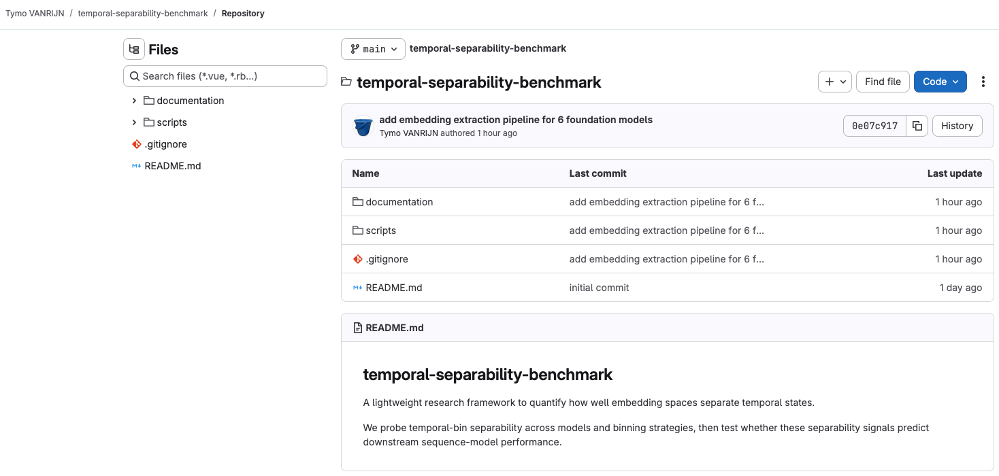 Tymo VANRIJN / temporal-separability-benchmark / Repository
Files
Search files (*.vue, *.rb...)
documentation
scripts
.gitignore
README.md
main temporal-separability-benchmark
temporal-separability-benchmark
Find file
Code
add embedding extraction pipeline for 6 foundation models
Tymo VANRIJN authored 1 hour ago
0e07c917
History
Name Last commit Last update
documentation add embedding extraction pipeline for 6 f... 1 hour ago
scripts add embedding extraction pipeline for 6 f... 1 hour ago
.gitignore add embedding extraction pipeline for 6 f... 1 hour ago
README.md initial commit 1 day ago
README.md
temporal-separability-benchmark
A lightweight research framework to quantify how well embedding spaces separate temporal states.
We probe temporal-bin separability across models and binning strategies, then test whether these separability signals predict
downstream sequence-model performance.